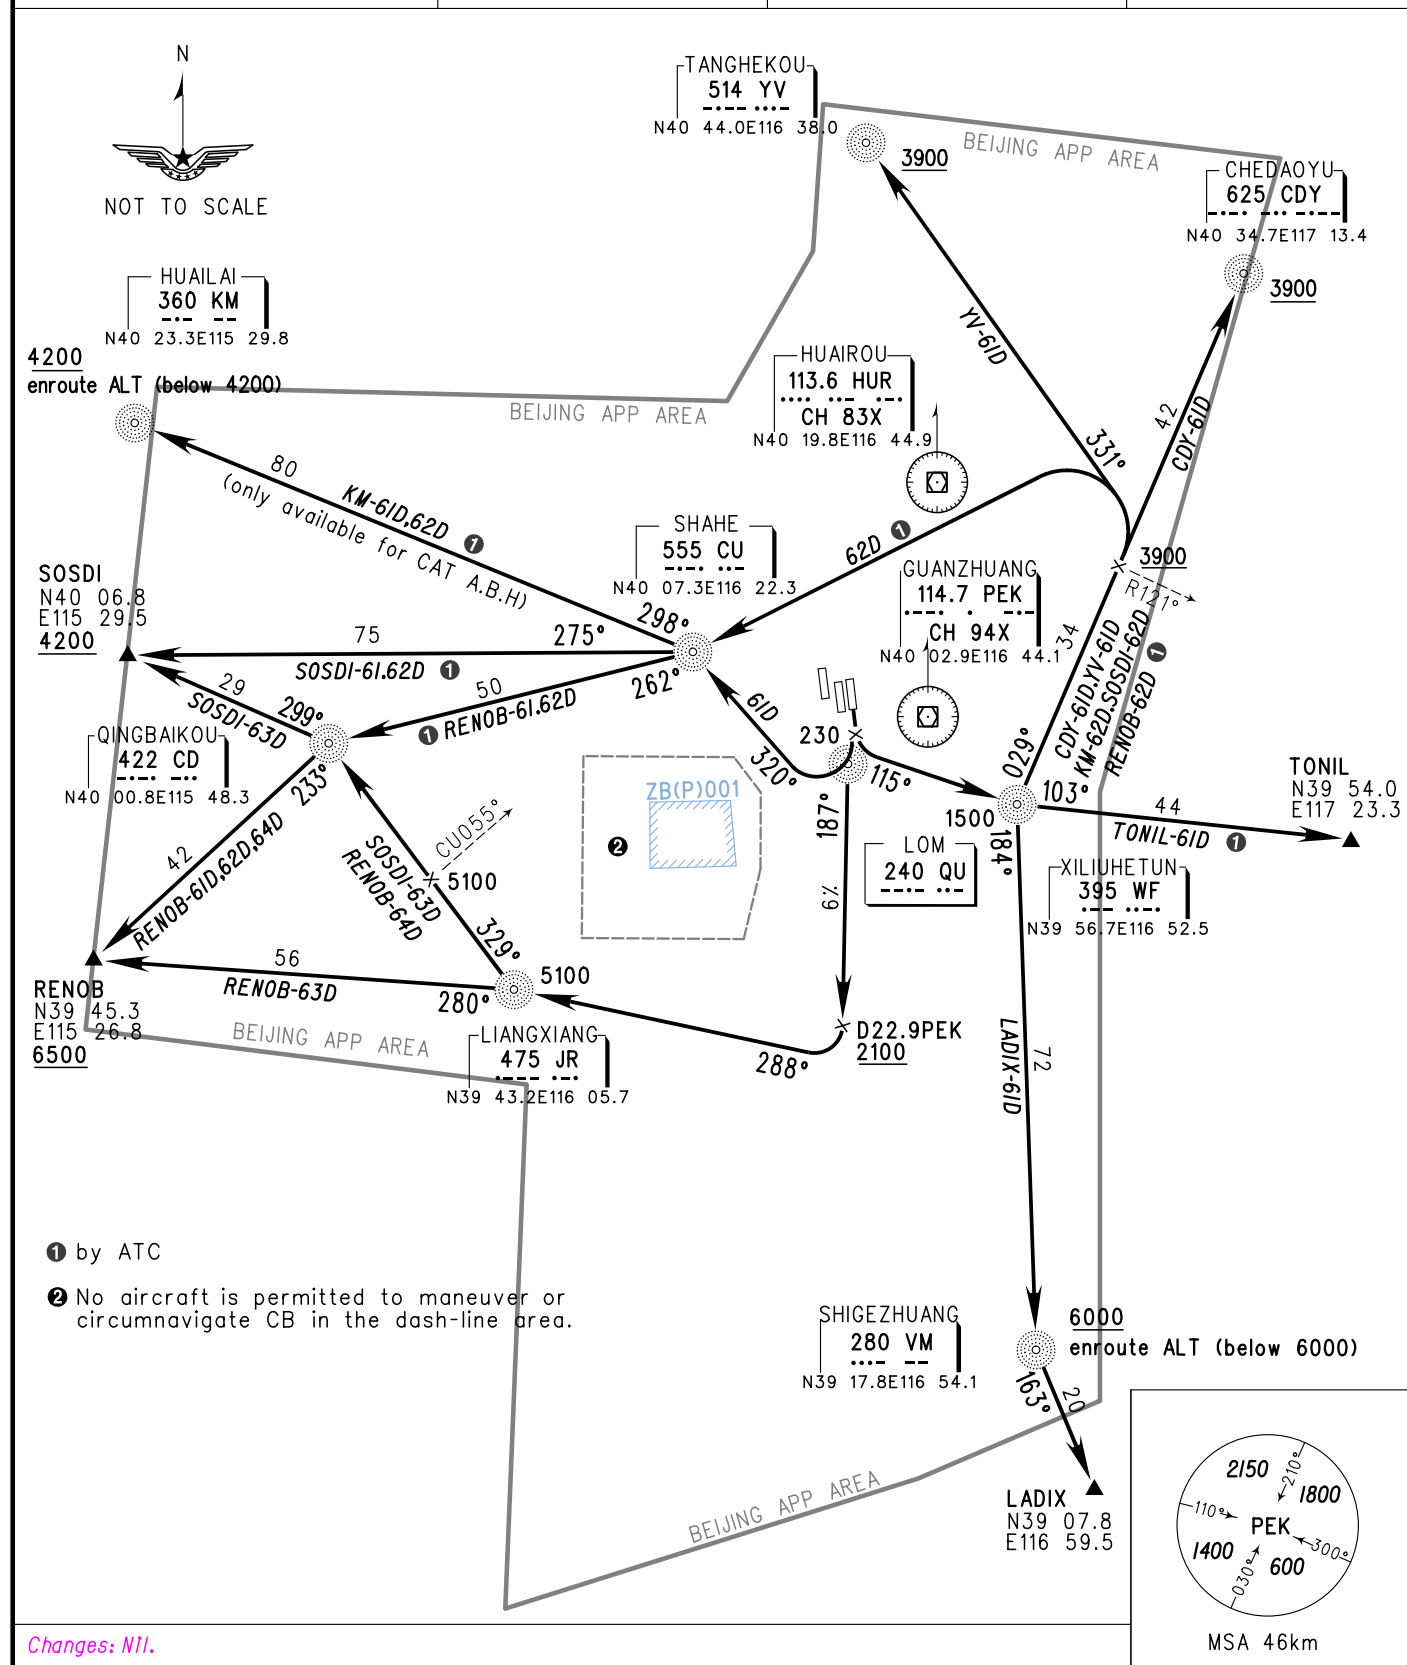 N
NOT TO SCALE
TANGHEKOU
514 YV
N40 44.0E116 38.0
3900
BEIJING APP AREA
CHEDAOYU
625 CDY
N40 34.7E117 13.4
3900
HUAILAI
360 KM
N40 23.3E115 29.8
4200
enroute ALT (below 4200)
BEIJING APP AREA
HUAIROU
113.6 HUR
CH 83X
N40 19.8E116 44.9
YV-61D
331°
42
CDY-61D
80
KM-61D,62D 1
(only available for CAT A.B.H)
SHAHE
555 CU
N40 07.3E116 22.3
62D 1
GUANZHUANG
114.7 PEK
CH 94X
N40 02.9E116 44.1
3900
R121°
SOSDI
N40 06.8
E115 29.5
4200
298°
75
275°
SOSDI-61.62D 1
262°
50
1 RENOB-61.62D
29
SOSDI-63D
299°
QINGBAIKOU
422 CD
N40 00.8E115 48.3
233°
61D
320°
230
115°
187°
34
029°
CDY-61D.YV-61D
KM-62D.SOSDI-62D
RENOB-62D 1
103°
1500
184°
44
TONIL-61D 1
TONIL
N39 54.0
E117 23.3
ZB(P)001
2
CU055°
5100
SOSDI-63D
RENOB-64D
329°
42
RENOB-61D,62D,64D
LOM
240 QU
XILIUHETUN
395 WF
N39 56.7E116 52.5
6%
56
RENOB-63D
280°
5100
RENOB
N39 45.3
E115 26.8
6500
BEIJING APP AREA
LIANGXIANG
475 JR
N39 43.2E116 05.7
288°
D22.9PEK
2100
LADIX-61D
72
1 by ATC
2 No aircraft is permitted to maneuver or
circumnavigate CB in the dash-line area.
SHIGEZHUANG
280 VM
N39 17.8E116 54.1
6000
enroute ALT (below 6000)
163°
20
BEIJING APP AREA
LADIX
N39 07.8
E116 59.5
2150
210°
1800
110°
PEK
300°
1400
030°
600
MSA 46km
Changes: Nil.